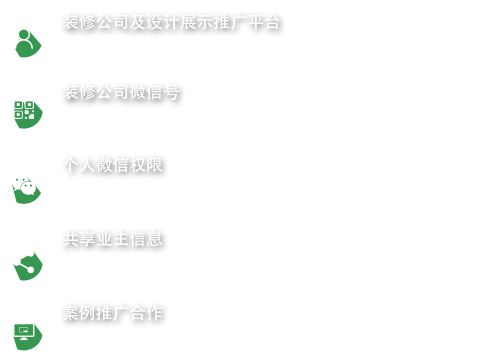 装修公司及设计展示推广平台
装修公司微信号
个人微信权限
共享业主信息
案例推广合作